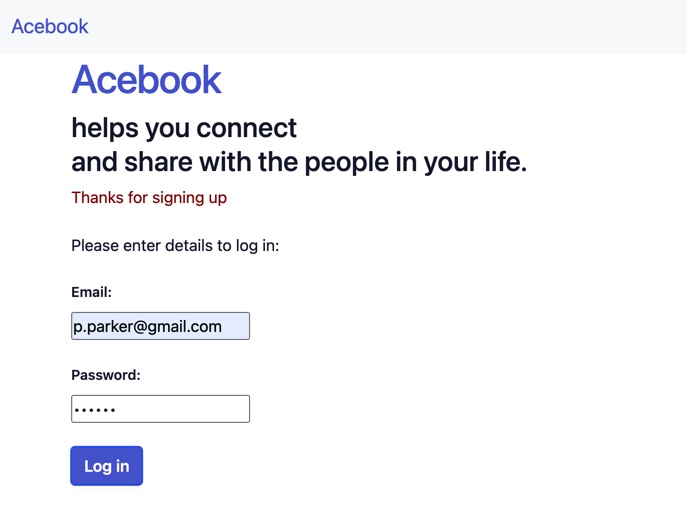 Acebook
Acebook
helps you connect
and share with the people in your life.
Thanks for signing up
Please enter details to log in:
Email:
p.parker@gmail.com
Password:
••••••
Log in